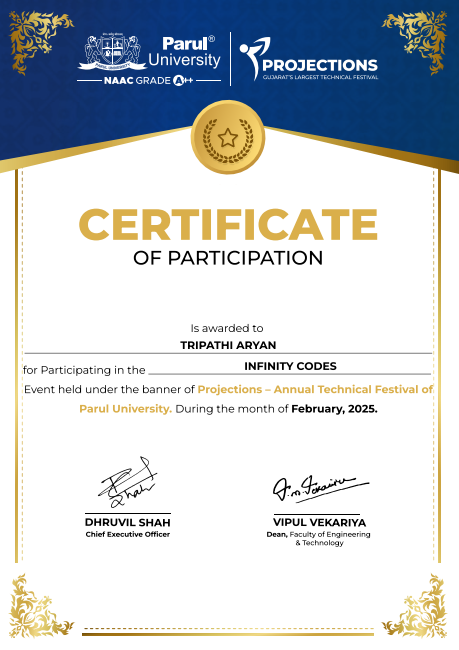 Parul®
University
NAAC GRADE A++
PROJECTIONS
GUJARAT'S LARGEST TECHNICAL FESTIVAL
CERTIFICATE
OF PARTICIPATION
Is awarded to
TRIPATHI ARYAN
for Participating in the INFINITY CODES
Event held under the banner of Projections – Annual Technical Festival of
Parul University. During the month of February, 2025.
DHRUVIL SHAH
Chief Executive Officer
VIPUL VEKARIYA
Dean, Faculty of Engineering
& Technology